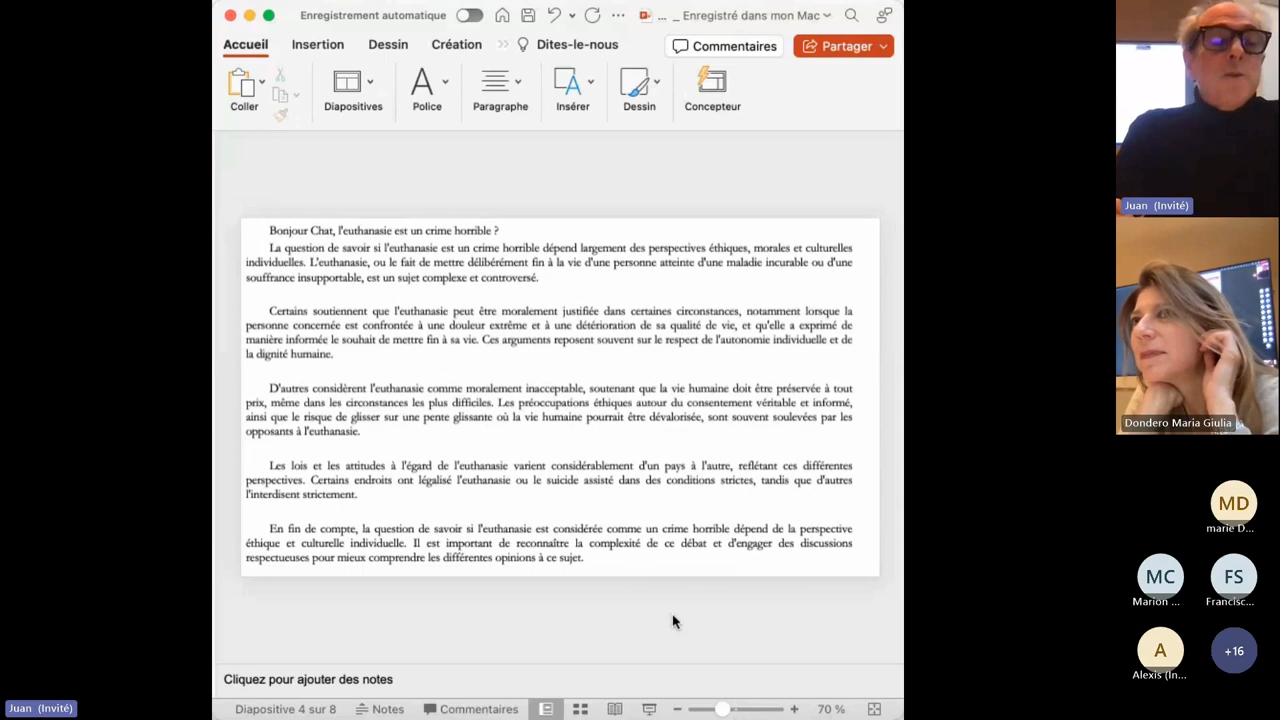 Enregistrement automatique
... _ Enregistré dans mon Mac
Accueil Insertion Dessin Création Dites-le-nous Commentaires Partager
Coller Diapositives Police Paragraphe Insérer Dessin Concepteur
Bonjour Chat, l'euthanasie est un crime horrible ?
La question de savoir si l'euthanasie est un crime horrible dépend largement des perspectives éthiques, morales et culturelles
individuelles. L'euthanasie, ou le fait de mettre délibérément fin à la vie d'une personne atteinte d'une maladie incurable ou d'une
souffrance insupportable, est un sujet complexe et controversé.
Certains soutiennent que l'euthanasie peut être moralement justifiée dans certaines circonstances, notamment lorsque la
personne concernée est confrontée à une douleur extrême et à une détérioration de sa qualité de vie, et qu'elle a exprimé de
manière informée le souhait de mettre fin à sa vie. Ces arguments reposent souvent sur le respect de l'autonomie individuelle et de
la dignité humaine.
D'autres considèrent l'euthanasie comme moralement inacceptable, soutenant que la vie humaine doit être préservée à tout
prix, même dans les circonstances les plus difficiles. Les préoccupations éthiques autour du consentement véritable et informé,
ainsi que le risque de glisser sur une pente glissante où la vie humaine pourrait être dévalorisée, sont souvent soulevées par les
opposants à l'euthanasie.
Les lois et les attitudes à l'égard de l'euthanasie varient considérablement d'un pays à l'autre, reflétant ces différentes
perspectives. Certains endroits ont légalisé l'euthanasie ou le suicide assisté dans des conditions strictes, tandis que d'autres
l'interdisent strictement.
En fin de compte, la question de savoir si l'euthanasie est considérée comme un crime horrible dépend de la perspective
éthique et culturelle individuelle. Il est important de reconnaître la complexité de ce débat et d'engager des discussions
respectueuses pour mieux comprendre les différentes opinions à ce sujet.
Cliquez pour ajouter des notes
Diapositive 4 sur 8 Notes Commentaires 70 %
Juan (Invité)
Juan (Invité)
Dondero Maria Giulia
MD
marie D...
MC FS
Marion ... Francisc...
A +16
Alexis (In...